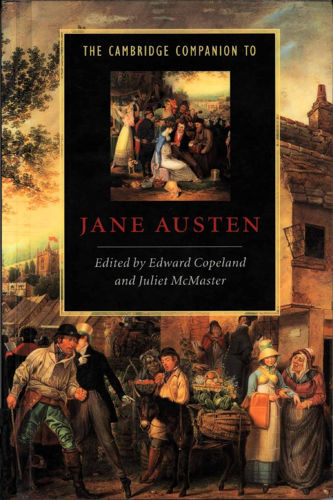 THE CAMBRIDGE COMPANION TO
JANE AUSTEN
Edited by Edward Copeland
and Juliet McMaster